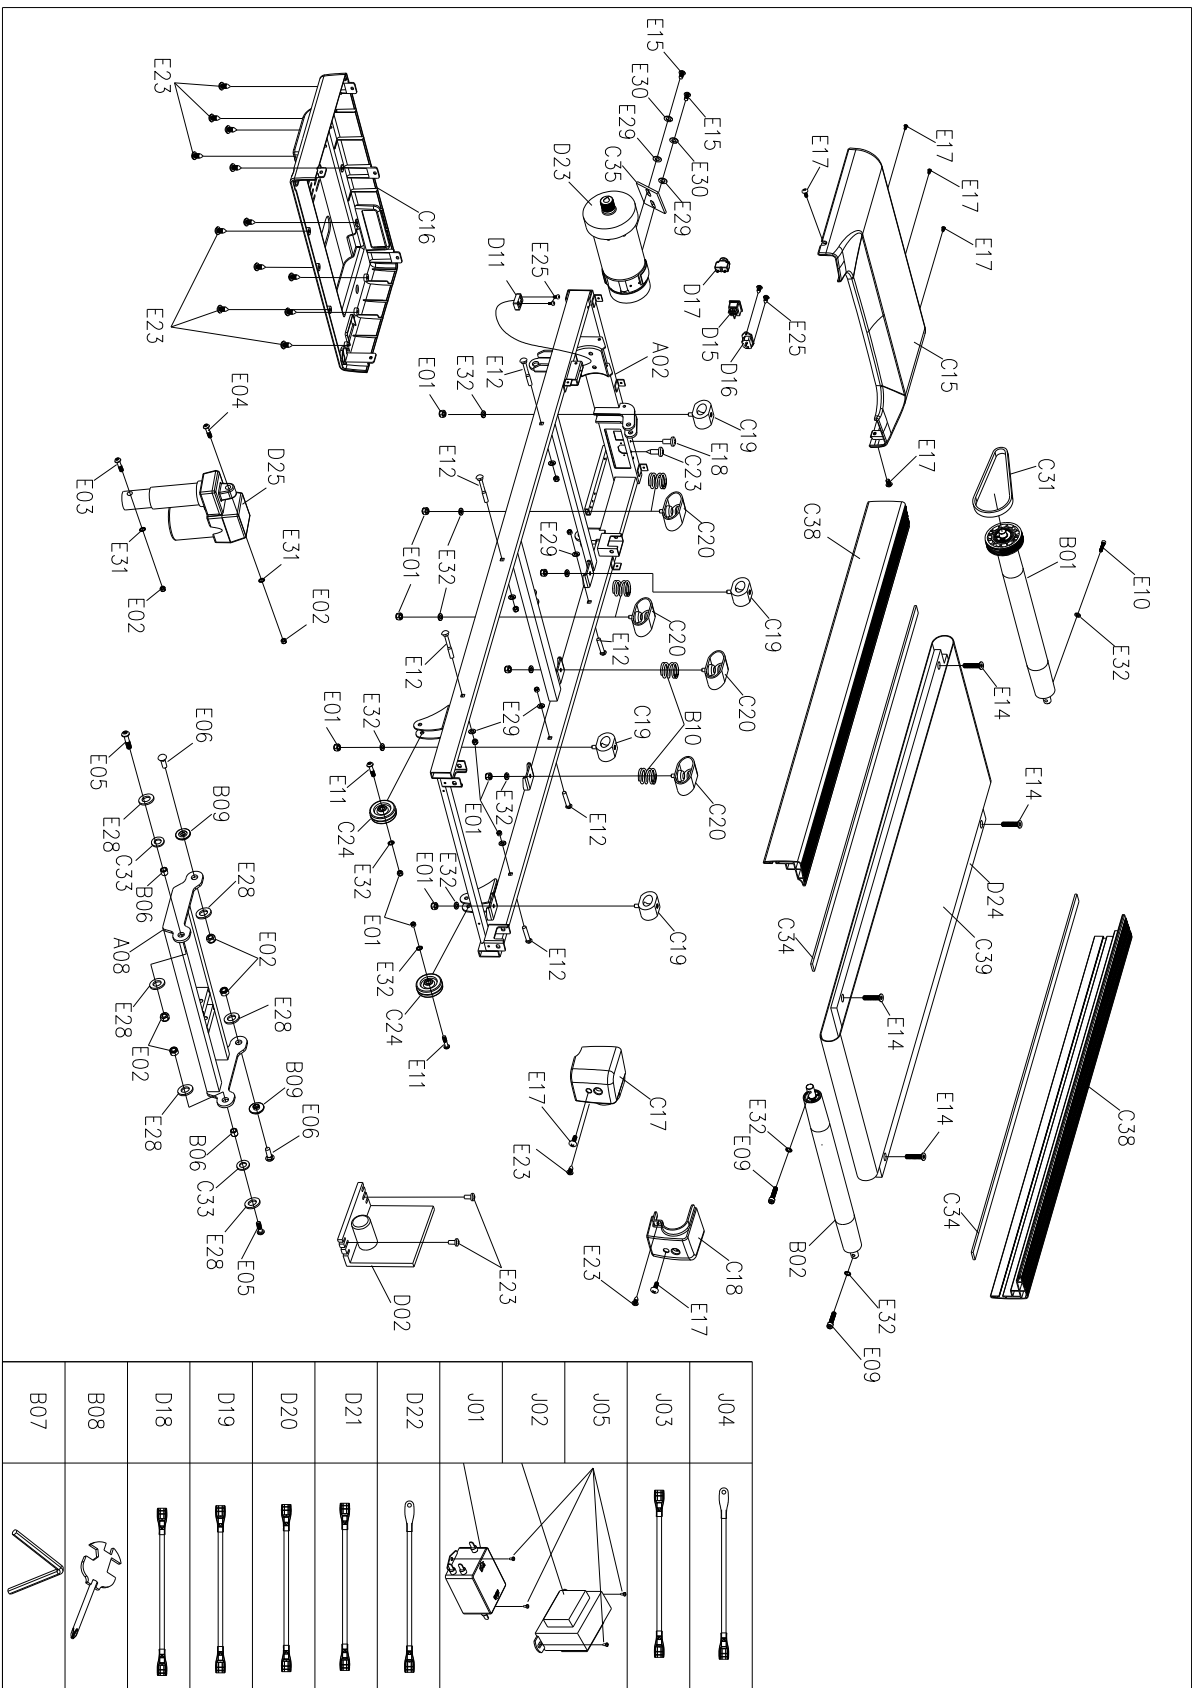 E15
E30
E29
C35
D23
E15
E30
E29
E17
E17
E17
E17
C15
E17
E23
C16
E23
D11
E25
D17
D15
D16
E25
A02
E12
E32
E01
C19
E18
C23
C20
E12
E32
E01
E29
C19
C20
E12
E32
E01
E12
C20
B10
E29
C19
E32
E01
C20
E32
E01
E12
E11
C24
E32
E01
E32
E01
C19
E12
E32
C24
E11
C31
B01
E10
E32
C38
E14
E14
D24
C39
C34
E14
E14
C38
C34
E32
E09
B02
E32
E09
E04
D25
E03
E31
E02
E31
E02
E06
E05
B09
E28
C33
B06
A08
E28
E02
E28
E02
E28
E28
B09
E06
B06
C33
E28
E05
C17
E17
E23
C18
E23
E17
E23
D02
J04
J03
J05
J02
J01
D22
D21
D20
D19
D18
B08
B07